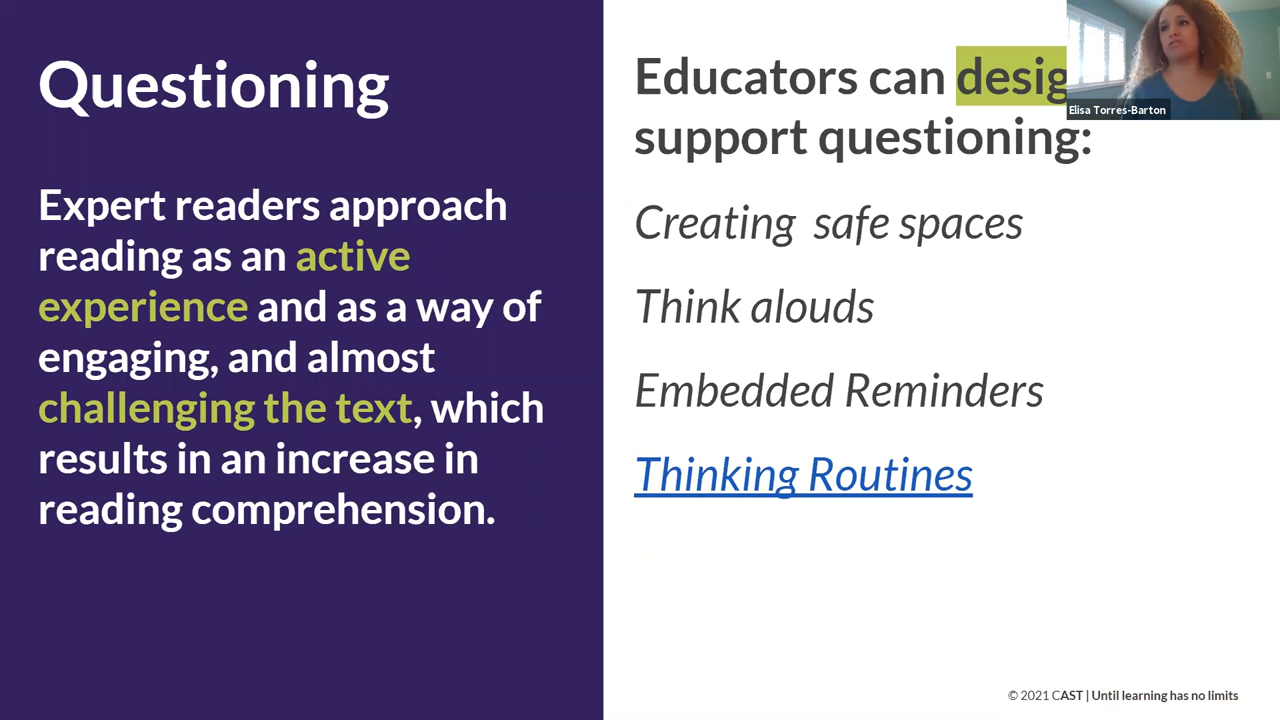 Questioning
Expert readers approach
reading as an active
experience and as a way of
engaging, and almost
challenging the text, which
results in an increase in
reading comprehension.
Educators can
support questioning:
Creating safe spaces
Think alouds
Embedded Reminders
Thinking Routines
Elisa Torres-Barton
© 2021 CAST | Until learning has no limits